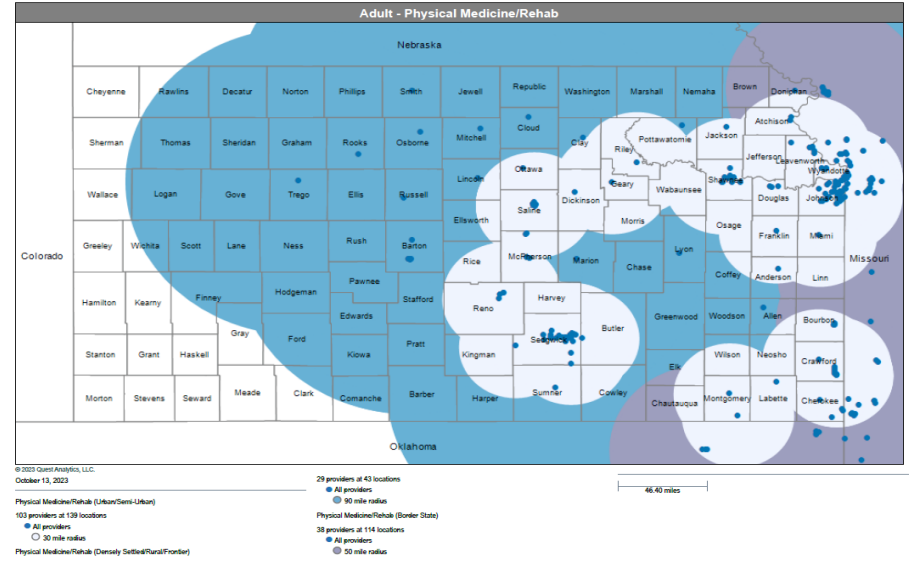 Adult - Physical Medicine/Rehab
Nebraska
Cheyenne Rawlins Decatur Norton Phillips Smith Jewell Republic Washington Marshall Nemaha Brown Doniphan
Sherman Thomas Sheridan Graham Rooks Osborne Mitchell Cloud Clay Riley Pottawatomie Jackson Atchison
Jefferson Leavenworth Wyandotte
Wallace Logan Gove Trego Ellis Russell Lincoln Ottawa Geary Wabaunsee Shawnee Douglas Johnson
Saline Dickinson Morris Osage
Ellsworth
Colorado Greeley Wichita Scott Lane Ness Rush Barton Rice McPherson Marion Chase Lyon Franklin Miami Missouri
Hamilton Kearny Finney Hodgeman Pawnee Stafford Reno Harvey Coffey Anderson Linn
Gray Ford Edwards Butler Greenwood Woodson Allen Bourbon
Stanton Grant Haskell Kiowa Pratt Kingman Sedgwick Elk Wilson Neosho Crawford
Morton Stevens Seward Meade Clark Comanche Barber Harper Sumner Cowley Chautauqua Montgomery Labette Cherokee
Oklahoma
© 2023 Quest Analytics, LLC.
October 13, 2023
Physical Medicine/Rehab (Urban/Semi-Urban)
103 providers at 139 locations
All providers
30 mile radius
Physical Medicine/Rehab (Densely Settled/Rural/Frontier)
29 providers at 43 locations
All providers
90 mile radius
Physical Medicine/Rehab (Border State)
38 providers at 114 locations
All providers
50 mile radius
46.40 miles